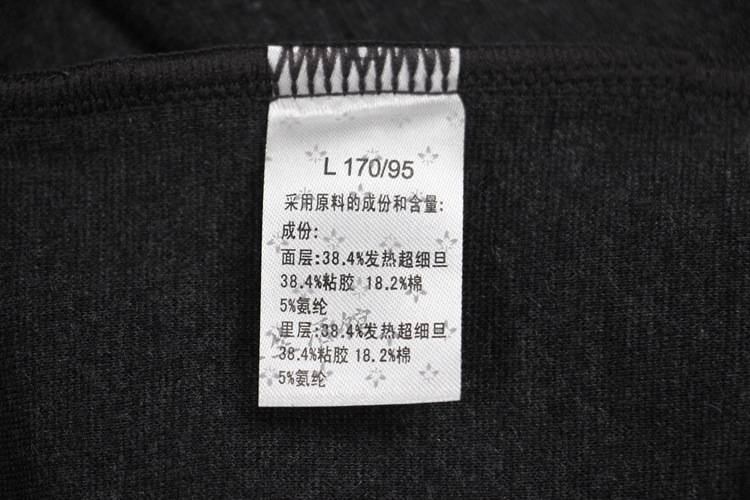 L 170/95
采用原料的成份和含量:
成份:
面层:38.4%发热超细旦
38.4%粘胶 18.2%棉
5%氨纶
里层:38.4%发热超细旦
38.4%粘胶 18.2%棉
5%氨纶